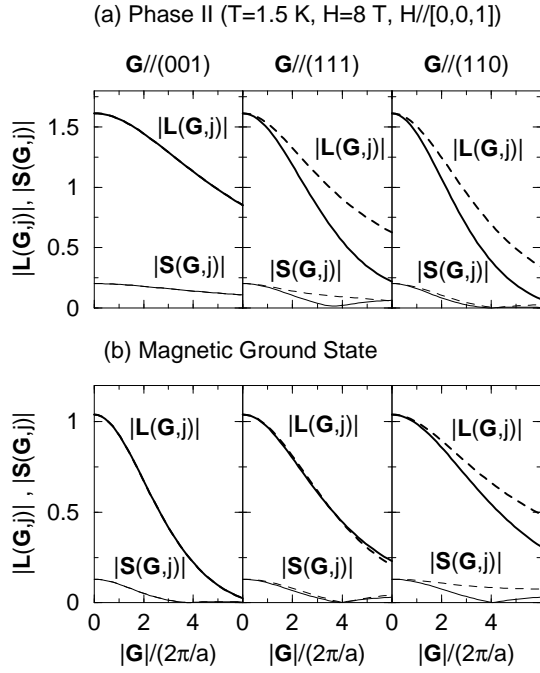 (a) Phase II (T=1.5 K, H=8 T, H//[0,0,1])
G//(001) G//(111) G//(110)
|L(G,j)|, |S(G,j)|
1.5
1
0.5
0
|L(G,j)| |L(G,j)| |L(G,j)|
|S(G,j)| |S(G,j)| |S(G,j)|
(b) Magnetic Ground State
|L(G,j)| , |S(G,j)|
1
0.5
0
|L(G,j)| |L(G,j)| |L(G,j)|
|S(G,j)| |S(G,j)| |S(G,j)|
0 2 4 0 2 4 0 2 4 6
|G|/(2π/a) |G|/(2π/a) |G|/(2π/a)